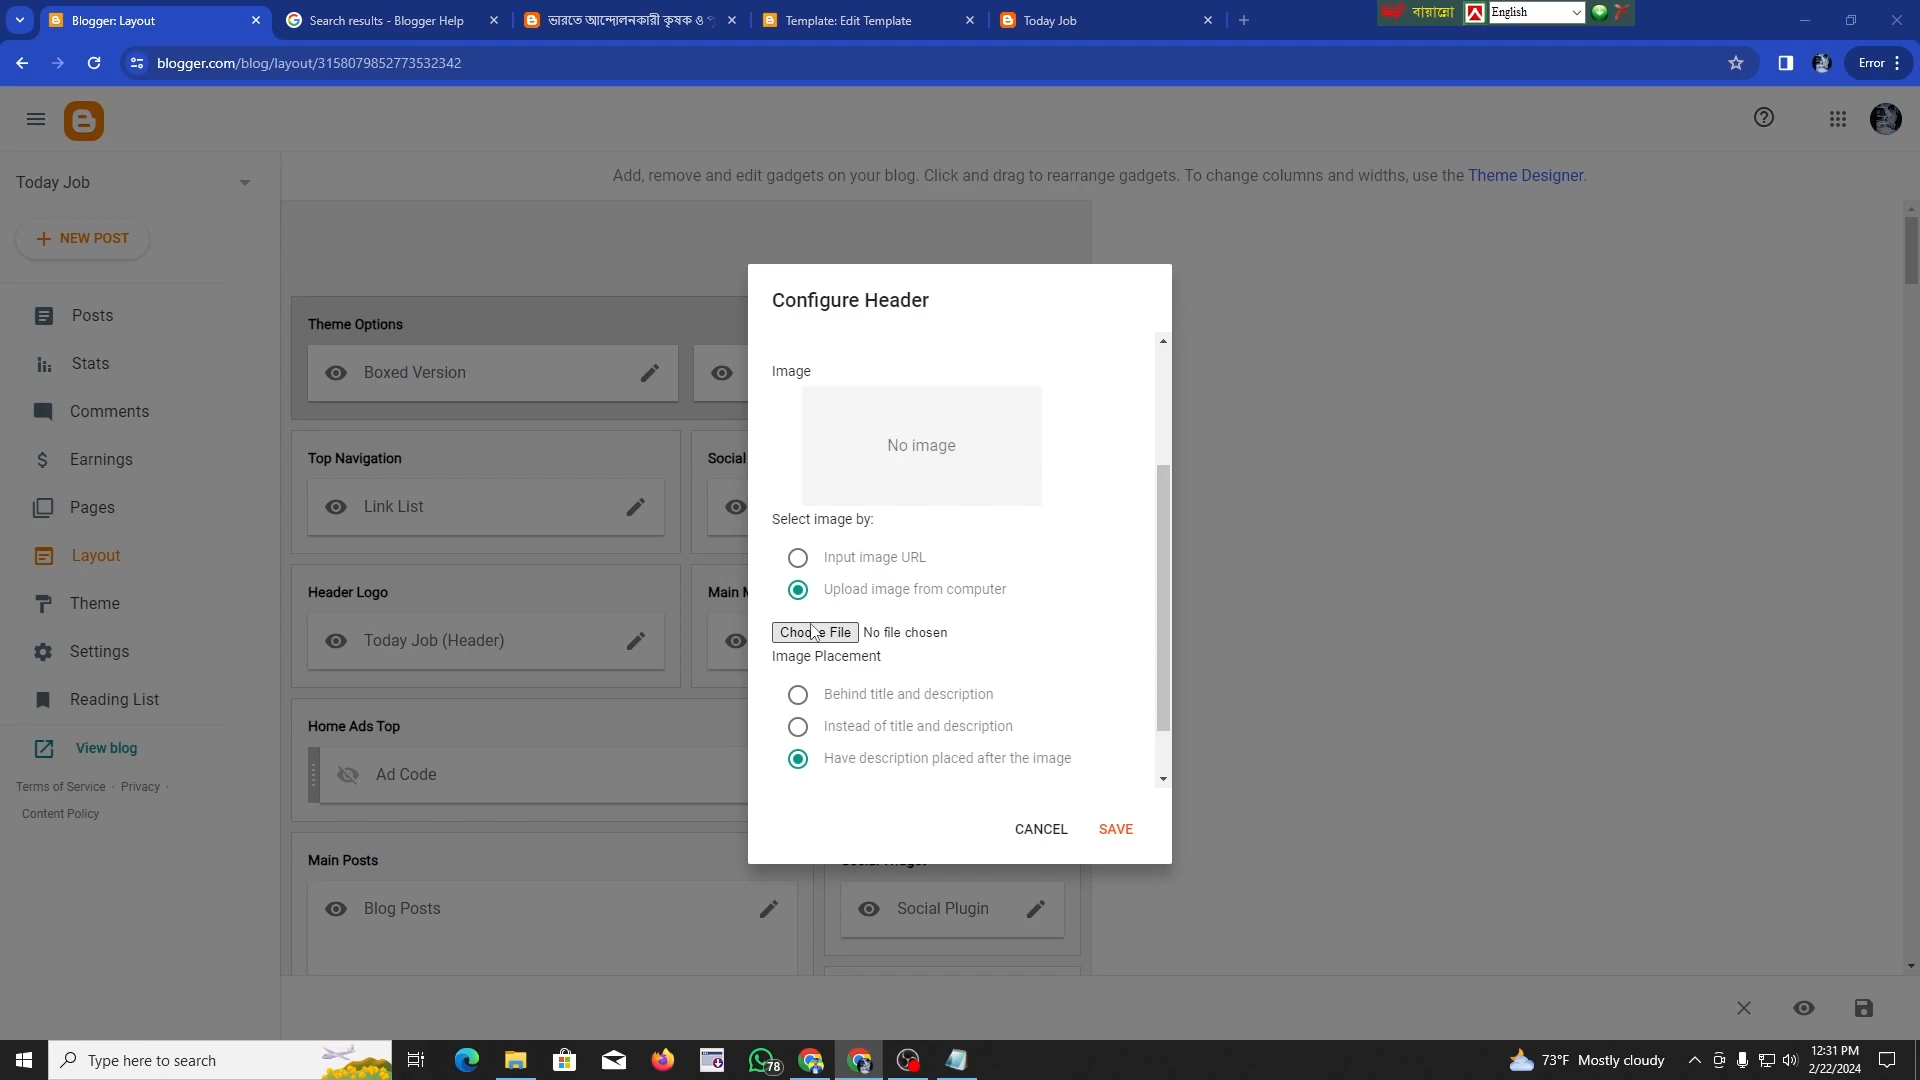 Blogger: Layout
Search results - Blogger Help
ভারতে আন্দোলনকারী কৃষক ও
Template: Edit Template
Today Job
বায়ান্নো
English
blogger.com/blog/layout/3158079852773532342
Error
Today Job
Add, remove and edit gadgets on your blog. Click and drag to rearrange gadgets. To change columns and widths, use the Theme Designer.
NEW POST
Posts
Stats
Comments
Earnings
Pages
Layout
Theme
Settings
Reading List
View blog
Terms of Service · Privacy ·
Content Policy
Theme Options
Boxed Version
Top Navigation
Link List
Social
Header Logo
Today Job (Header)
Main
Home Ads Top
Ad Code
Main Posts
Blog Posts
Social Plugin
Configure Header
Image
No image
Select image by:
Input image URL
Upload image from computer
Choose File No file chosen
Image Placement
Behind title and description
Instead of title and description
Have description placed after the image
CANCEL
SAVE
Type here to search
78
73°F Mostly cloudy
12:31 PM
2/22/2024